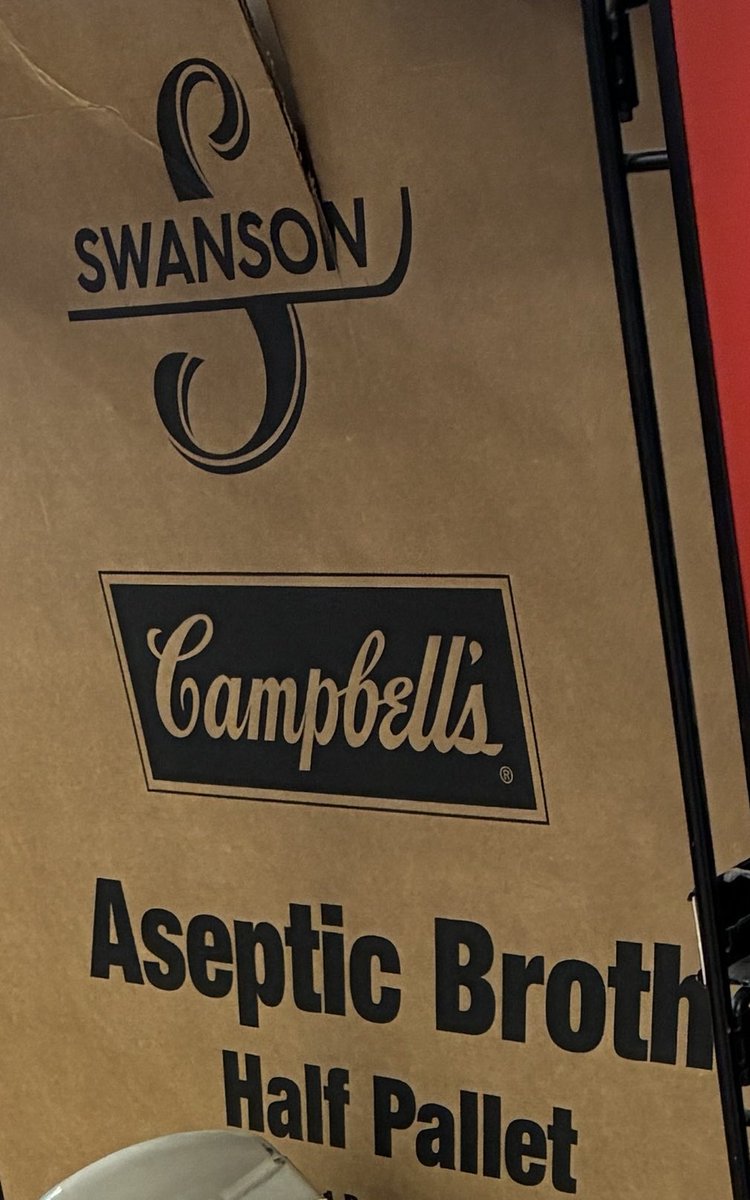 SWANSON
Campbell's
®
Aseptic Broth
Half Pallet